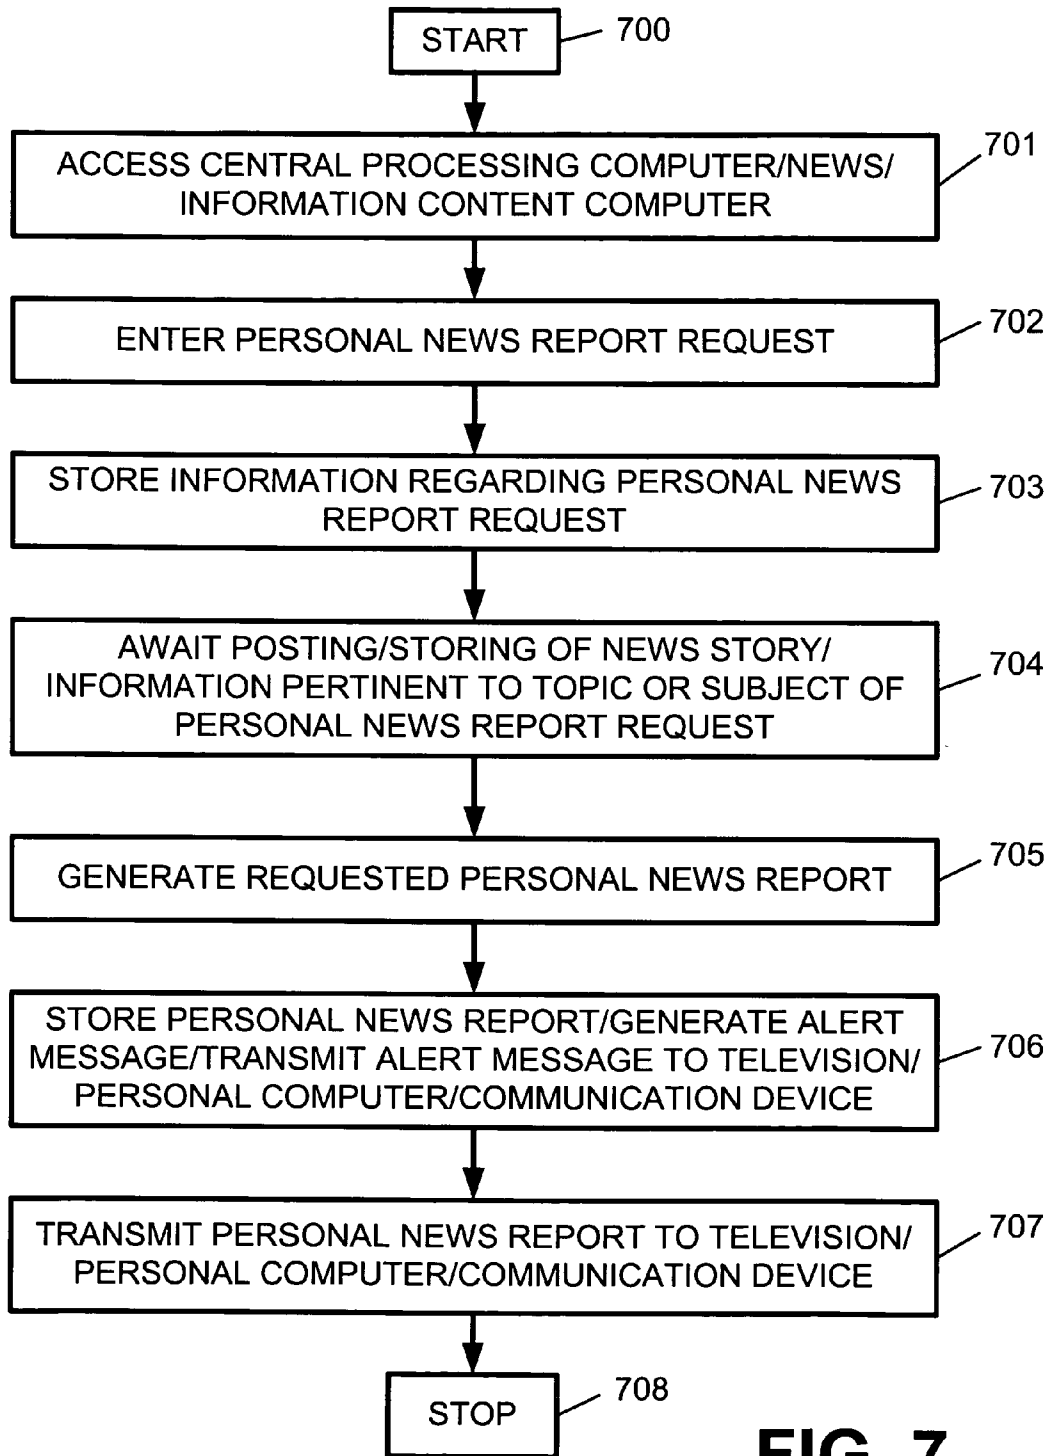 START
700
ACCESS CENTRAL PROCESSING COMPUTER/NEWS/
INFORMATION CONTENT COMPUTER
701
ENTER PERSONAL NEWS REPORT REQUEST
702
STORE INFORMATION REGARDING PERSONAL NEWS
REPORT REQUEST
703
AWAIT POSTING/STORING OF NEWS STORY/
INFORMATION PERTINENT TO TOPIC OR SUBJECT OF
PERSONAL NEWS REPORT REQUEST
704
GENERATE REQUESTED PERSONAL NEWS REPORT
705
STORE PERSONAL NEWS REPORT/GENERATE ALERT
MESSAGE/TRANSMIT ALERT MESSAGE TO TELEVISION/
PERSONAL COMPUTER/COMMUNICATION DEVICE
706
TRANSMIT PERSONAL NEWS REPORT TO TELEVISION/
PERSONAL COMPUTER/COMMUNICATION DEVICE
707
STOP
708
FIG. 7